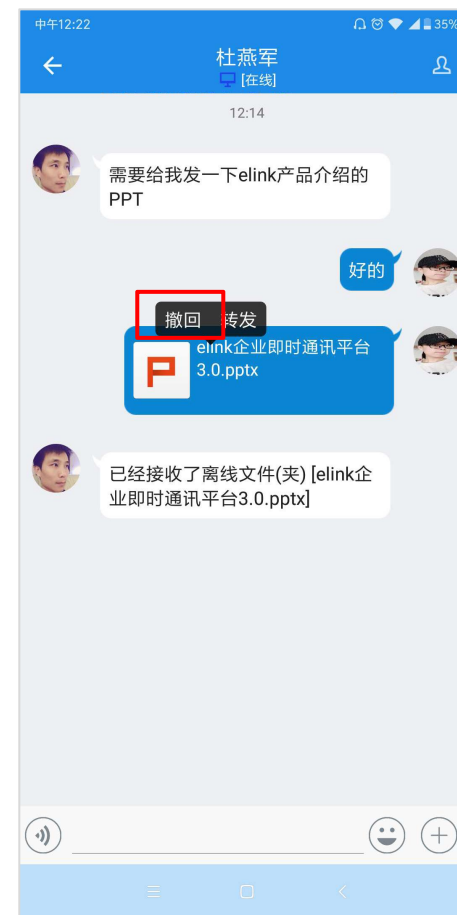 中午12:22
35%
杜燕军
[在线]
12:14
需要给我发一下elink产品介绍的
PPT
好的
撤回 转发
elink企业即时通讯平台
3.0.pptx
已经接收了离线文件(夹) [elink企
业即时通讯平台3.0.pptx]